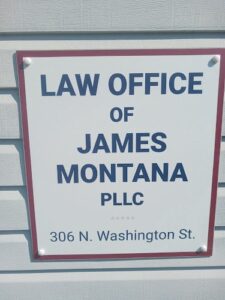 LAW OFFICE
OF
JAMES
MONTANA
PLLC
306 N. Washington St.